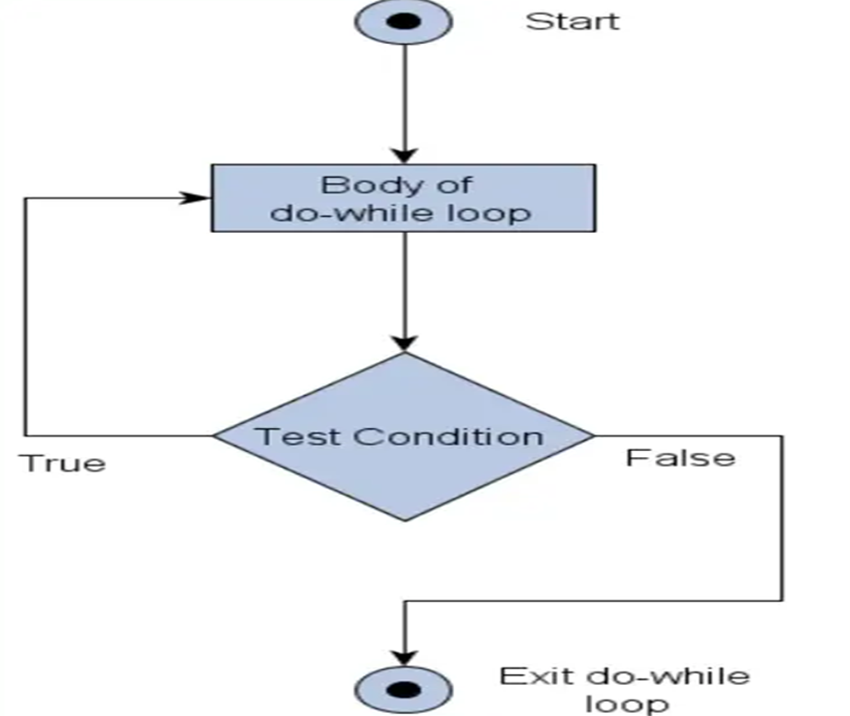 Start
Body of
do-while loop
Test Condition
True
False
Exit do-while
loop